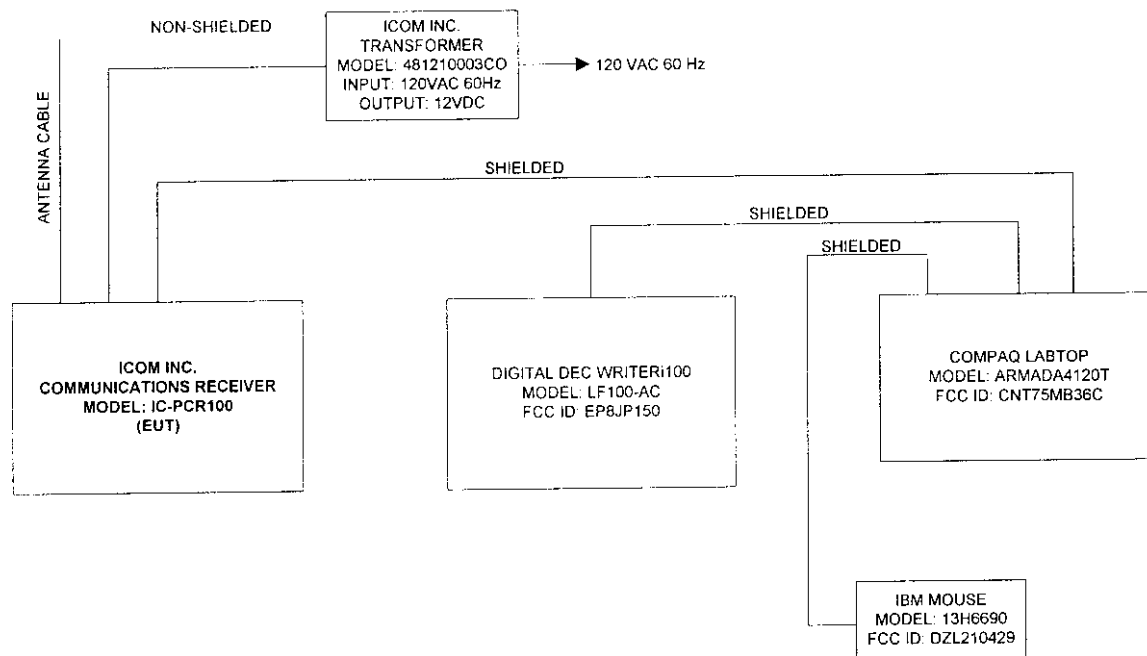 NON-SHIELDED
ICOM INC.
TRANSFORMER
MODEL: 481210003CO
INPUT: 120VAC 60Hz
OUTPUT: 12VDC
120 VAC 60 Hz
ANTENNA CABLE
SHIELDED
SHIELDED
SHIELDED
ICOM INC.
COMMUNICATIONS RECEIVER
MODEL: IC-PCR100
(EUT)
DIGITAL DEC WRITERi100
MODEL: LF100-AC
FCC ID: EP8JP150
COMPAQ LABTOP
MODEL: ARMADA4120T
FCC ID: CNT75MB36C
IBM MOUSE
MODEL: 13H6690
FCC ID: DZL210429